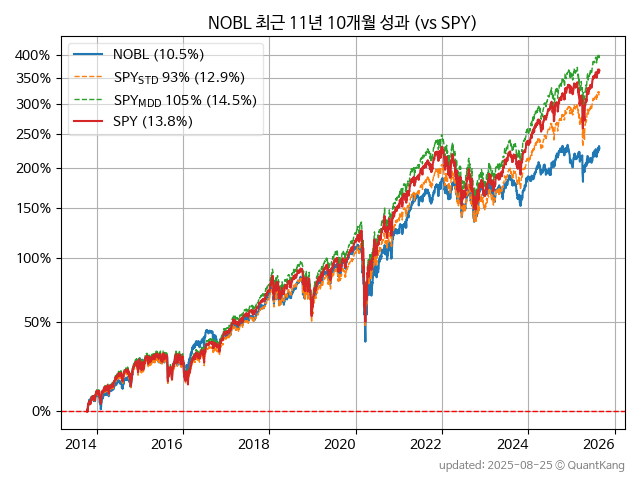 NOBL 최근 11년 10개월 성과 (vs SPY)
NOBL (10.5%)
SPY_STD 93% (12.9%)
SPY_MDD 105% (14.5%)
SPY (13.8%)
400%
350%
300%
250%
200%
150%
100%
50%
0%
2014 2016 2018 2020 2022 2024 2026
updated: 2025-08-25 ⓒ QuantKang